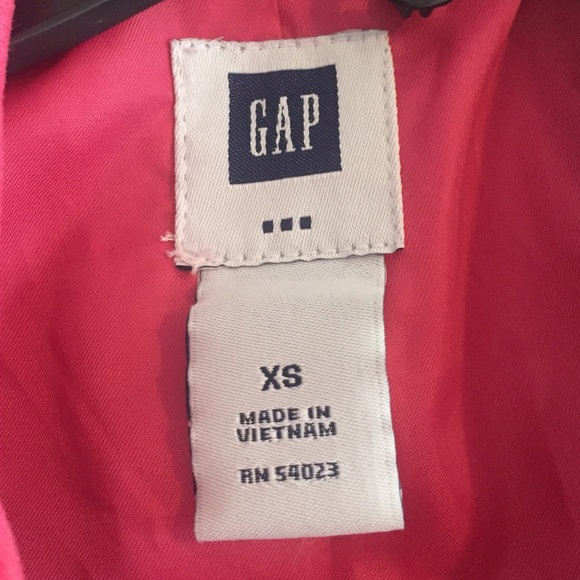 GAP
XS
MADE IN
VIETNAM
RN 54023